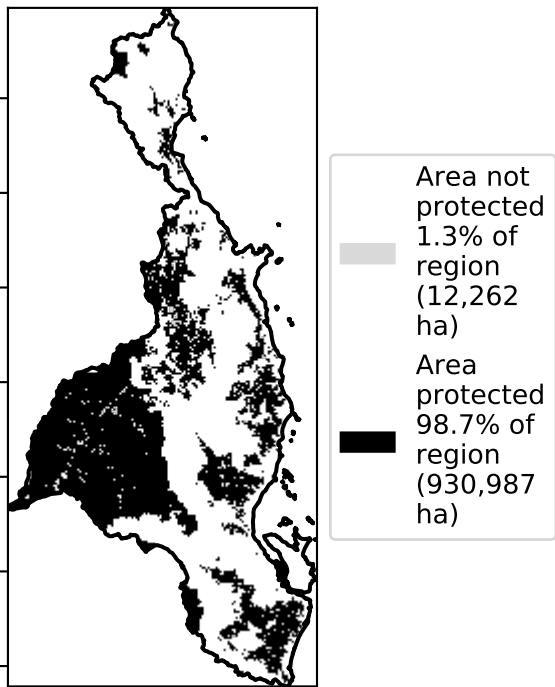 Area not
protected
1.3% of
region
(12,262
ha)
Area
protected
98.7% of
region
(930,987
ha)